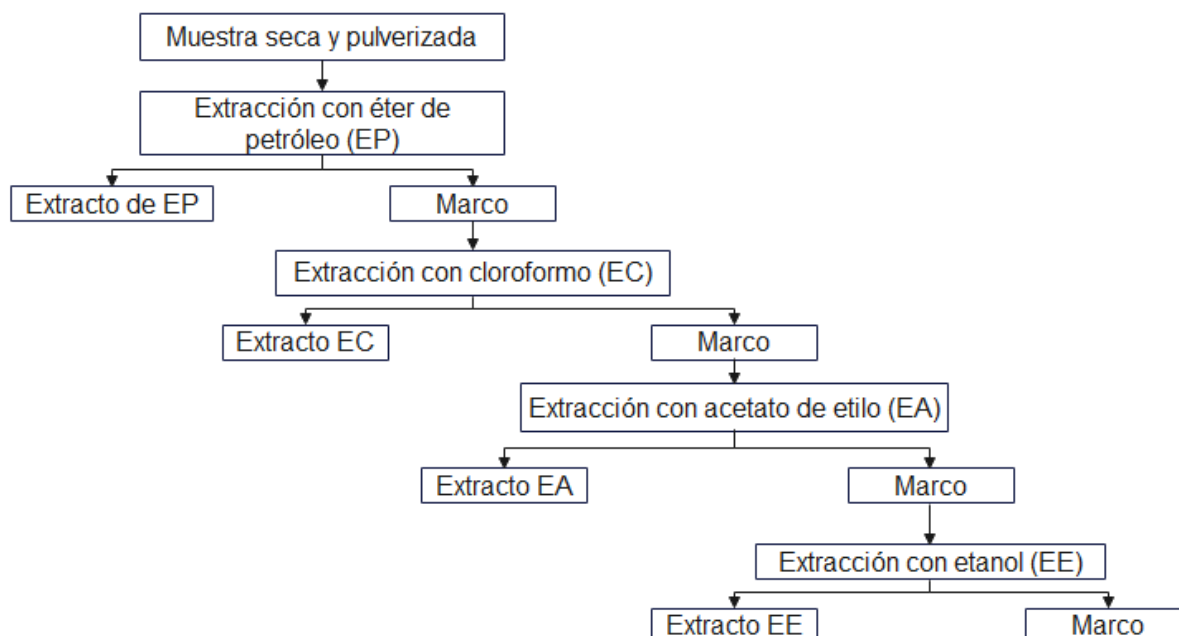 Muestra seca y pulverizada
Extracción con éter de
petróleo (EP)
Extracto de EP
Marco
Extracción con cloroformo (EC)
Extracto EC
Marco
Extracción con acetato de etilo (EA)
Extracto EA
Marco
Extracción con etanol (EE)
Extracto EE
Marco